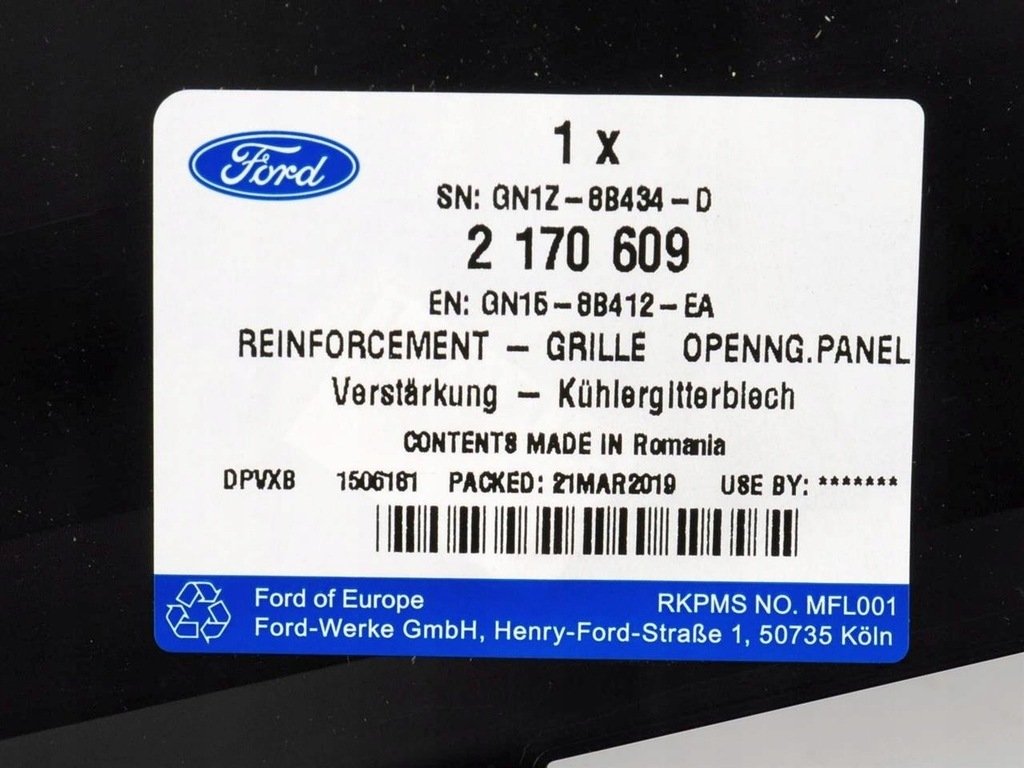 Ford
1 x
SN: GN1Z-8B434-D
2 170 609
EN: GN15-8B412-EA
REINFORCEMENT - GRILLE OPENNG.PANEL
Verstärkung - Kühlergitterblech
CONTENTS MADE IN Romania
DPVXB 1506161 PACKED: 21MAR2019 USE BY: *******
Ford of Europe RKPMS NO. MFL001
Ford-Werke GmbH, Henry-Ford-Straße 1, 50735 Köln